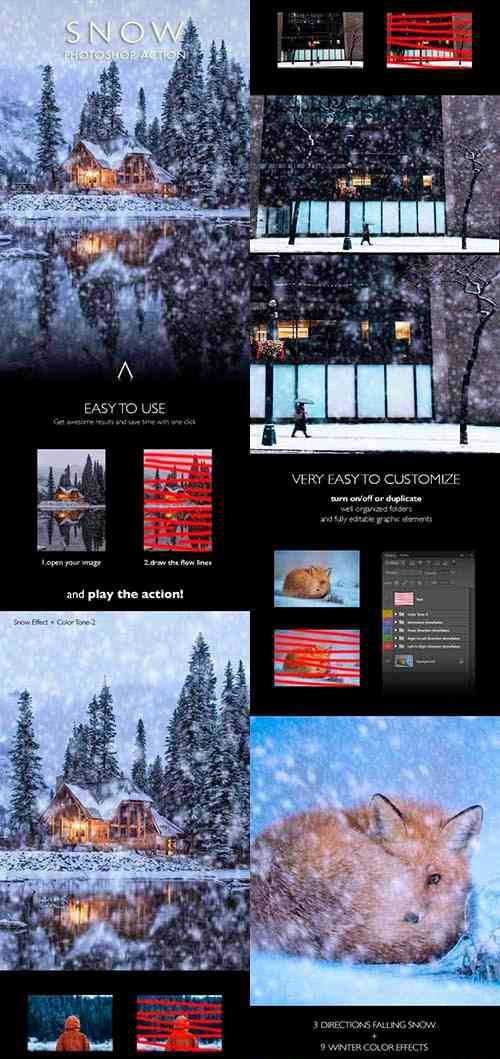 SNOW
PHOTOSHOP ACTION
EASY TO USE
Get awesome results and save time with one click
1.open your image
2.draw the flow lines
and play the action!
Snow Effect + Color Tone-2
VERY EASY TO CUSTOMIZE
turn on/off or duplicate
well organized folders
and fully editable graphic elements
3 DIRECTIONS FALLING SNOW
+
9 WINTER COLOR EFFECTS